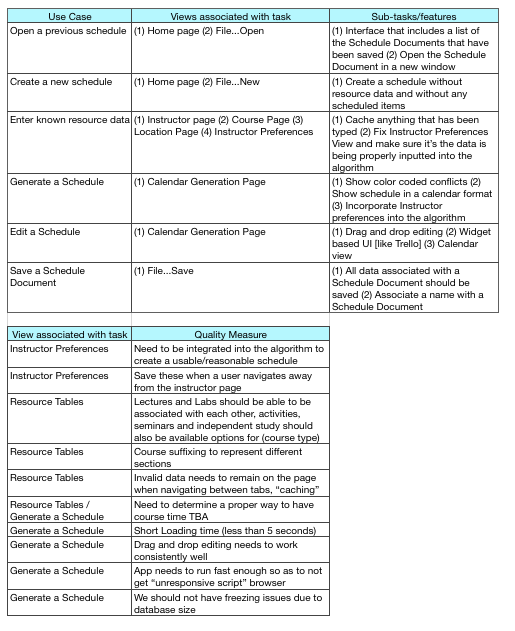 Use Case	Views associated with task	Sub-tasks/features
Open a previous schedule	(1) Home page (2) File...Open	(1) Interface that includes a list of
the Schedule Documents that have
been saved (2) Open the Schedule
Document in a new window
Create a new schedule	(1) Home page (2) File...New	(1) Create a schedule without
resource data and without any
scheduled items
Enter known resource data	(1) Instructor page (2) Course Page (3)	(1) Cache anything that has been
Location Page (4) Instructor Preferences	typed (2) Fix Instructor Preferences
View and make sure it's the data is
being properly inputted into the
algorithm
Generate a Schedule	(1) Calendar Generation Page	(1) Show color coded conflicts (2)
Show schedule in a calendar format
(3) Incorporate Instructor
preferences into the algorithm
Edit a Schedule	(1) Calendar Generation Page	(1) Drag and drop editing (2) Widget
based UI [like Trello] (3) Calendar
view
Save a Schedule	(1) File...Save	(1) All data associated with a
Document	Schedule Document should be
saved (2) Associate a name with a
Schedule Document
View associated with task	Quality Measure
Instructor Preferences	Need to be integrated into the algorithm to
create a usable/reasonable schedule
Instructor Preferences	Save these when a user navigates away
from the instructor page
Resource Tables	Lectures and Labs should be able to be
associated with each other, activities,
seminars and independent study should
also be available options for (course type)
Resource Tables	Course suffixing to represent different
sections
Resource Tables	Invalid data needs to remain on the page
when navigating between tabs, "caching"
Resource Tables /	Need to determine a proper way to have
Generate a Schedule	course time TBA
Generate a Schedule	Short Loading time (less than 5 seconds)
Generate a Schedule	Drag and drop editing needs to work
consistently well
Generate a Schedule	App needs to run fast enough so as to not
get "unresponsive script" browser
Generate a Schedule	We should not have freezing issues due to
database size